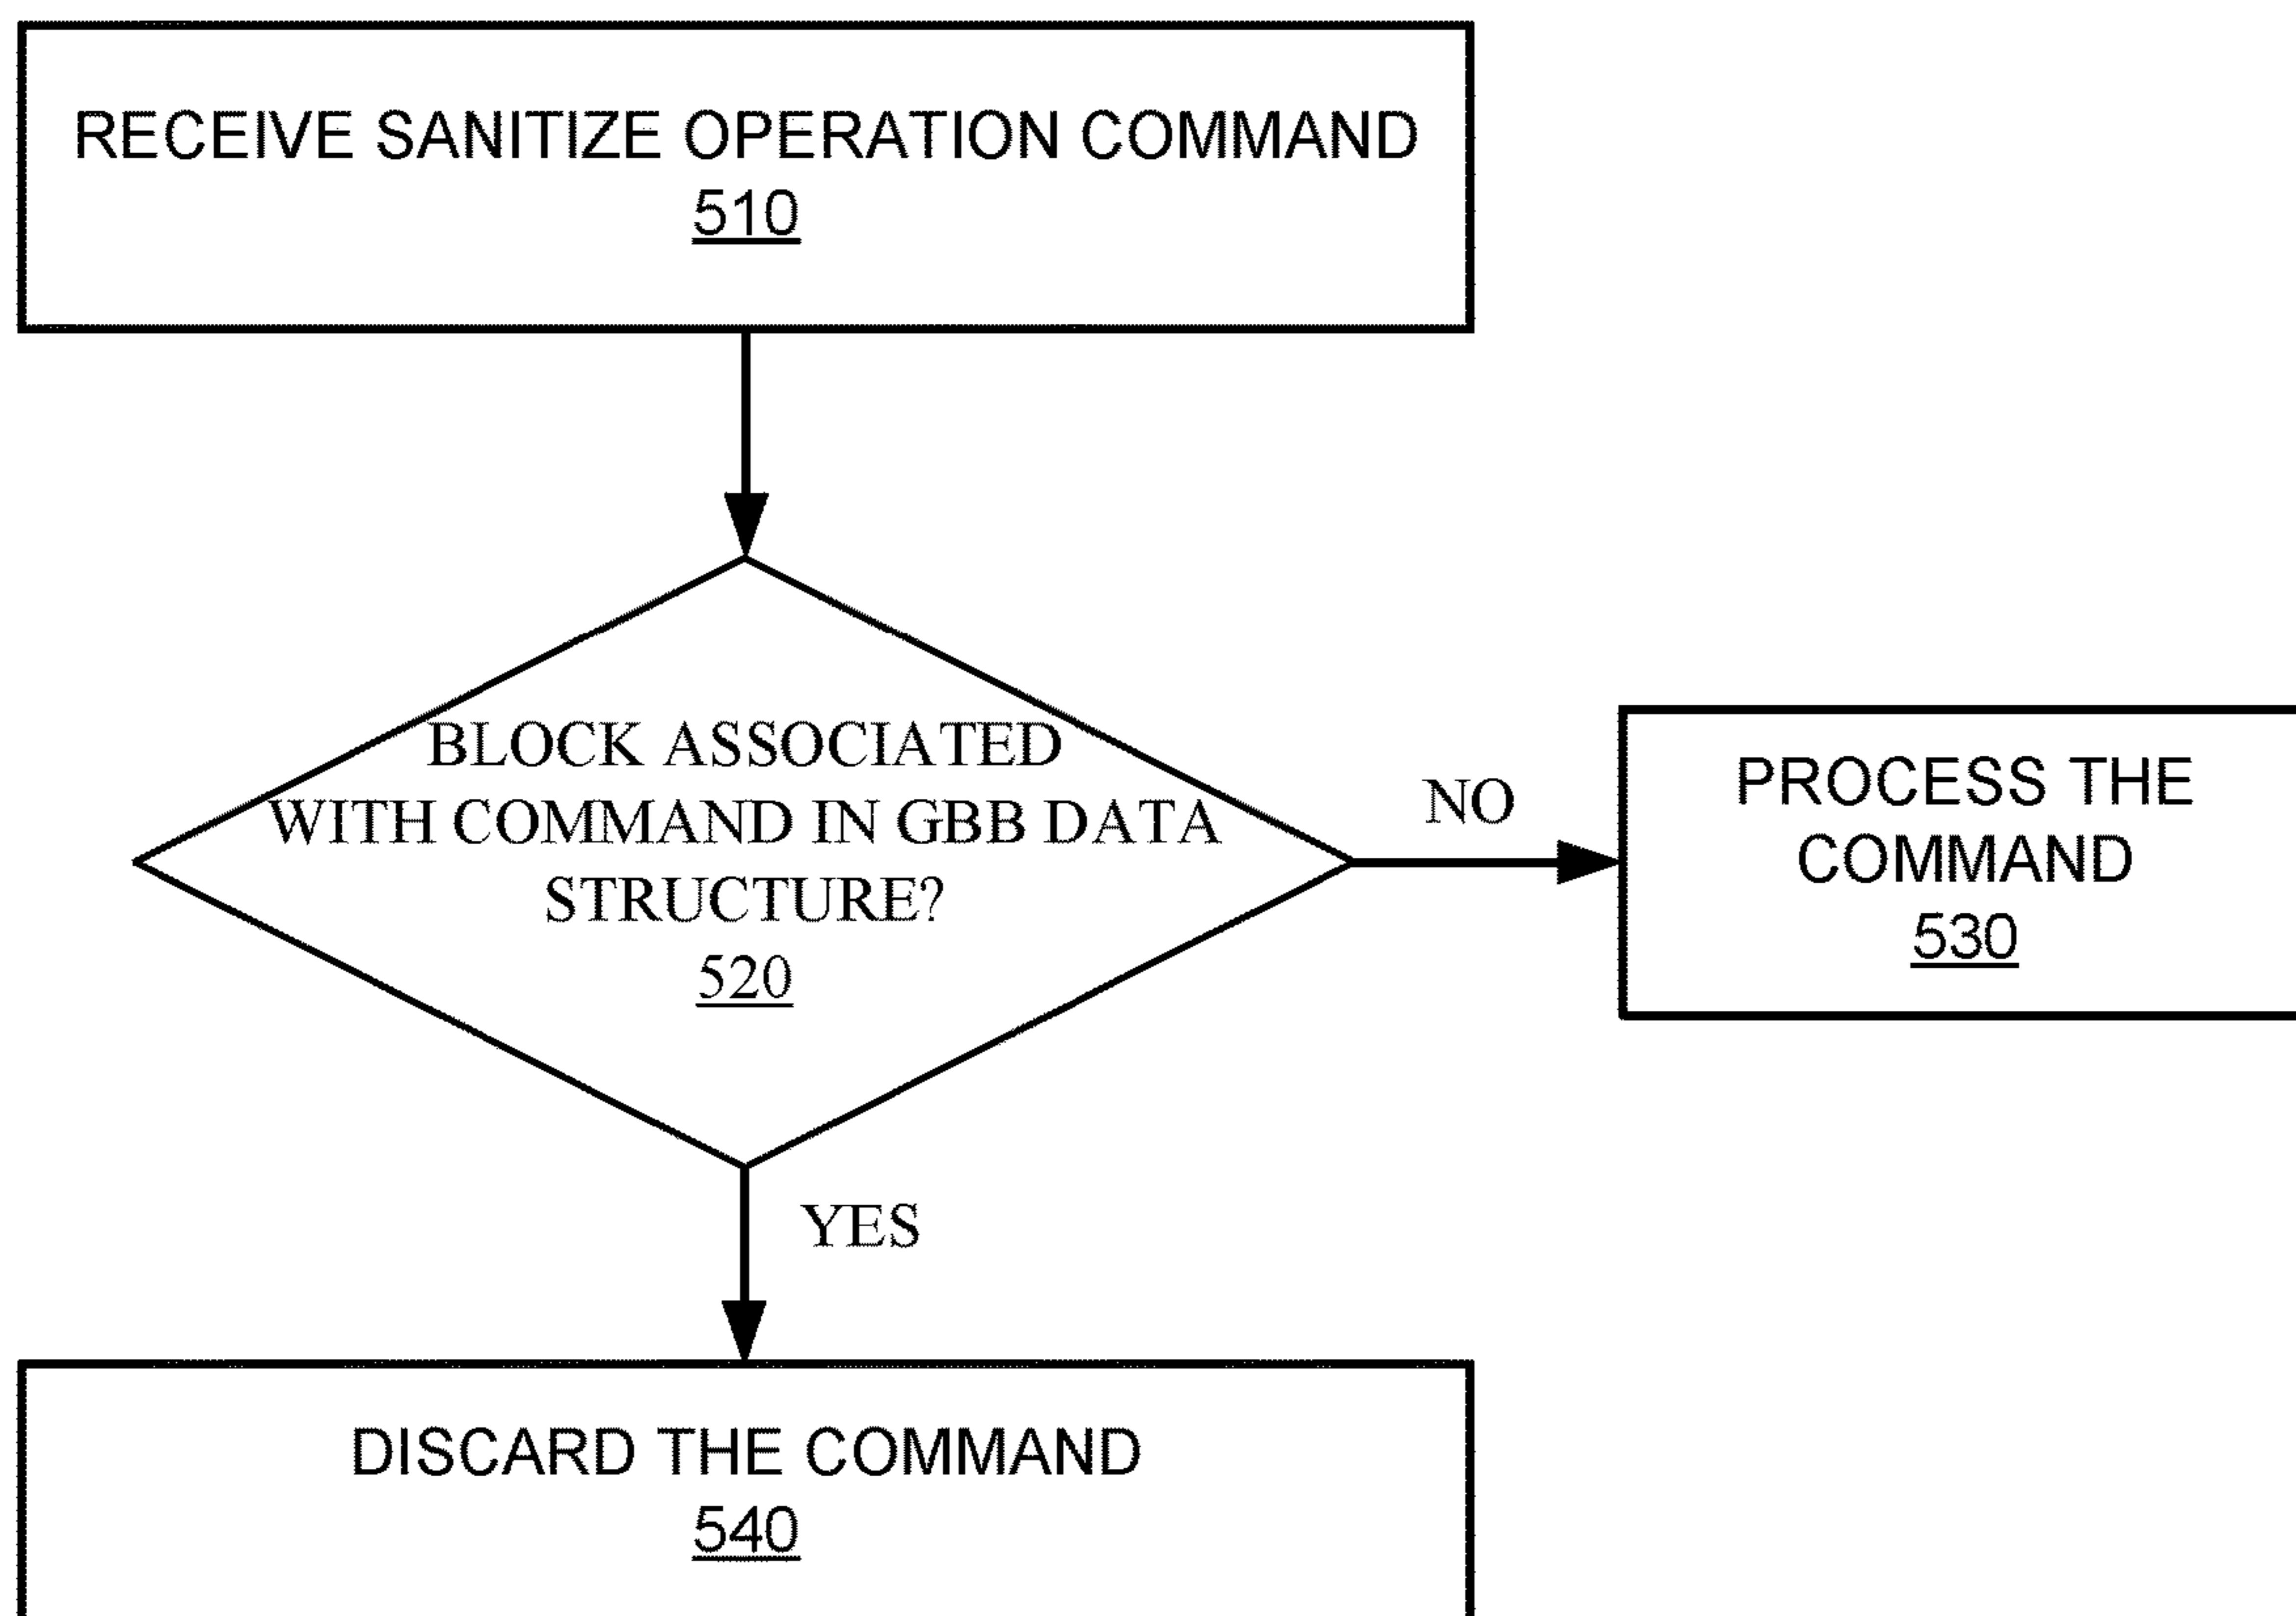 RECEIVE SANITIZE OPERATION COMMAND
510
BLOCK ASSOCIATED
WITH COMMAND IN GBB DATA
STRUCTURE?
520
NO
PROCESS THE
COMMAND
530
YES
DISCARD THE COMMAND
540